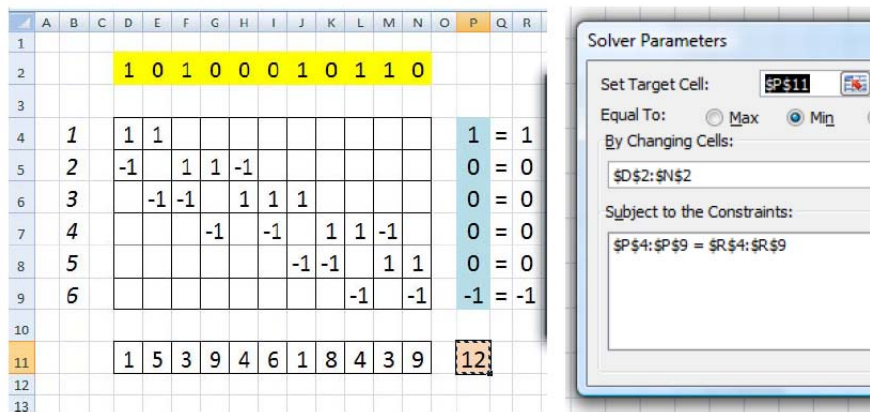 A B C D E F G H I J K L M N O P Q R
1
2 1 0 1 0 0 0 1 0 1 1 0
3
4 1 1 1 1 = 1
5 2 -1 1 1 -1 0 = 0
6 3 -1 -1 1 1 1 0 = 0
7 4 -1 -1 1 1 -1 0 = 0
8 5 -1 -1 1 1 0 = 0
9 6 -1 -1 -1 = -1
10
11 1 5 3 9 4 6 1 8 4 3 9 12
12
13
Solver Parameters
Set Target Cell: $P$11
Equal To: Max Min
By Changing Cells:
$D$2:$N$2
Subject to the Constraints:
$P$4:$P$9 = $R$4:$R$9